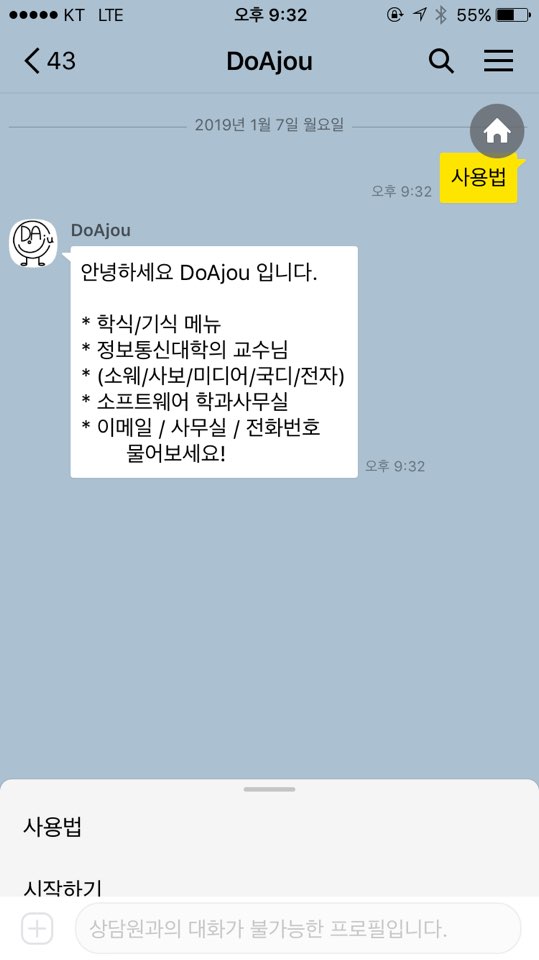 KT LTE 오후 9:32 55%
43 DoAjou
2019년 1월 7일 월요일
사용법
오후 9:32
DoAjou
안녕하세요 DoAjou 입니다.
* 학식/기식 메뉴
* 정보통신대학의 교수님
* (소웨/사보/미디어/국디/전자)
* 소프트웨어 학과사무실
* 이메일 / 사무실 / 전화번호
물어보세요!
오후 9:32
사용법
시작하기
상담원과의 대화가 불가능한 프로필입니다.